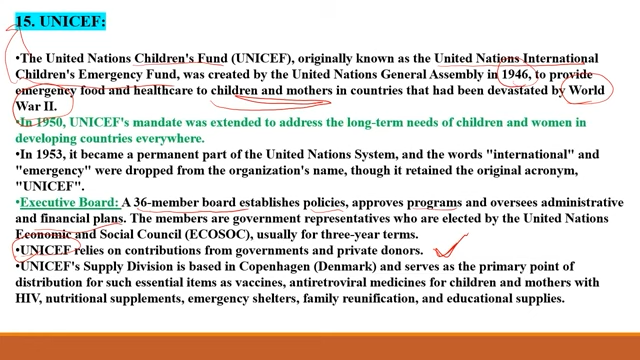 15. UNICEF:
•The United Nations Children's Fund (UNICEF), originally known as the United Nations International
Children's Emergency Fund, was created by the United Nations General Assembly in 1946, to provide
emergency food and healthcare to children and mothers in countries that had been devastated by World
War II.
•In 1950, UNICEF's mandate was extended to address the long-term needs of children and women in
developing countries everywhere.
•In 1953, it became a permanent part of the United Nations System, and the words "international" and
"emergency" were dropped from the organization's name, though it retained the original acronym,
"UNICEF".
•Executive Board: A 36-member board establishes policies, approves programs and oversees administrative
and financial plans. The members are government representatives who are elected by the United Nations
Economic and Social Council (ECOSOC), usually for three-year terms.
•UNICEF relies on contributions from governments and private donors.
•UNICEF's Supply Division is based in Copenhagen (Denmark) and serves as the primary point of
distribution for such essential items as vaccines, antiretroviral medicines for children and mothers with
HIV, nutritional supplements, emergency shelters, family reunification, and educational supplies.